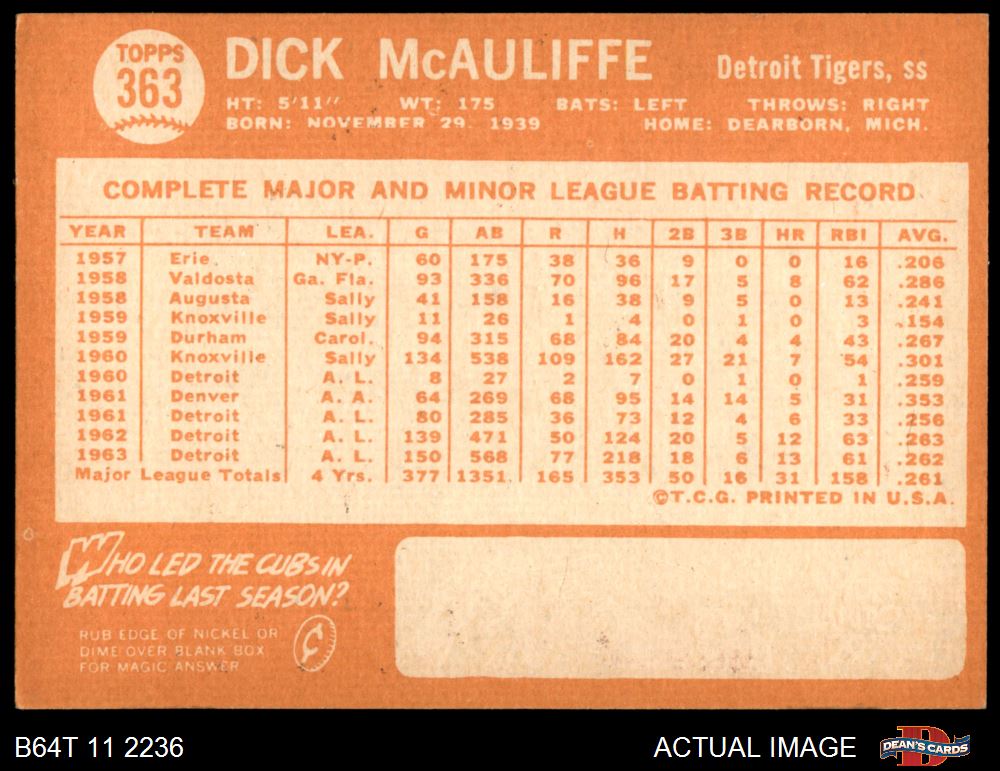 TOPPS
363
DICK McAULIFFE
Detroit Tigers, ss
HT: 5'11" WT: 175 BATS: LEFT THROWS: RIGHT
BORN: NOVEMBER 29, 1939 HOME: DEARBORN, MICH.
COMPLETE MAJOR AND MINOR LEAGUE BATTING RECORD
YEAR TEAM LEA. G AB R H 2B 3B HR RBI AVG.
1957 Erie NY-P. 60 175 38 36 9 0 0 16 .206
1958 Valdosta Ga. Fla. 93 336 70 96 17 5 8 62 .286
1958 Augusta Sally 41 158 16 38 9 5 0 13 .241
1959 Knoxville Sally 11 26 1 4 0 1 0 3 .154
1959 Durham Carol. 94 315 68 84 20 4 4 43 .267
1960 Knoxville Sally 134 538 109 162 27 21 7 54 .301
1960 Detroit A. L. 8 27 2 7 0 1 0 1 .259
1961 Denver A. A. 64 269 68 95 14 14 5 31 .353
1961 Detroit A. L. 80 285 36 73 12 4 6 33 .256
1962 Detroit A. L. 139 471 50 124 20 5 12 63 .263
1963 Detroit A. L. 150 568 77 218 18 6 13 61 .262
Major League Totals 4 Yrs. 377 1351 165 353 50 16 31 158 .261
©T.C.G. PRINTED IN U.S.A.
WHO LED THE CUBS IN
BATTING LAST SEASON?
RUB EDGE OF NICKEL OR
DIME OVER BLANK BOX
FOR MAGIC ANSWER
¢
B64T 11 2236
ACTUAL IMAGE
D
DEAN'S CARDS